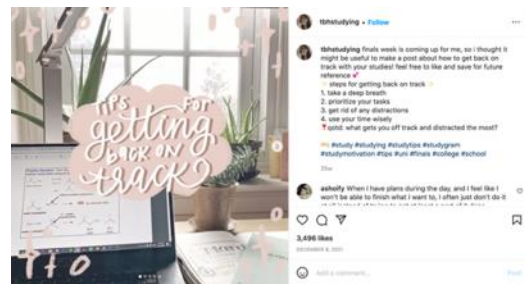 TIPS FOR
getting
BACK ON
track
tbhstudying • Follow
tbhstudying finals week is coming up for me, so i thought it
might be useful to make a post about how to get back on
track with your studies! feel free to like and save for future
reference 💕
✨ steps for getting back on track ✨
1. take a deep breath
2. prioritize your tasks
3. get rid of any distractions
4. use your time wisely
❣️qotd: what gets you off track and distracted the most?
#study #studying #studytips #studygram
#studymotivation #tips #uni #finals #college #school
ashoify When I have plans during the day, and I feel like I
won't be able to finish what I want to, I often just don't do it
3,496 likes
DECEMBER 4, 2021
Add a comment...
Post